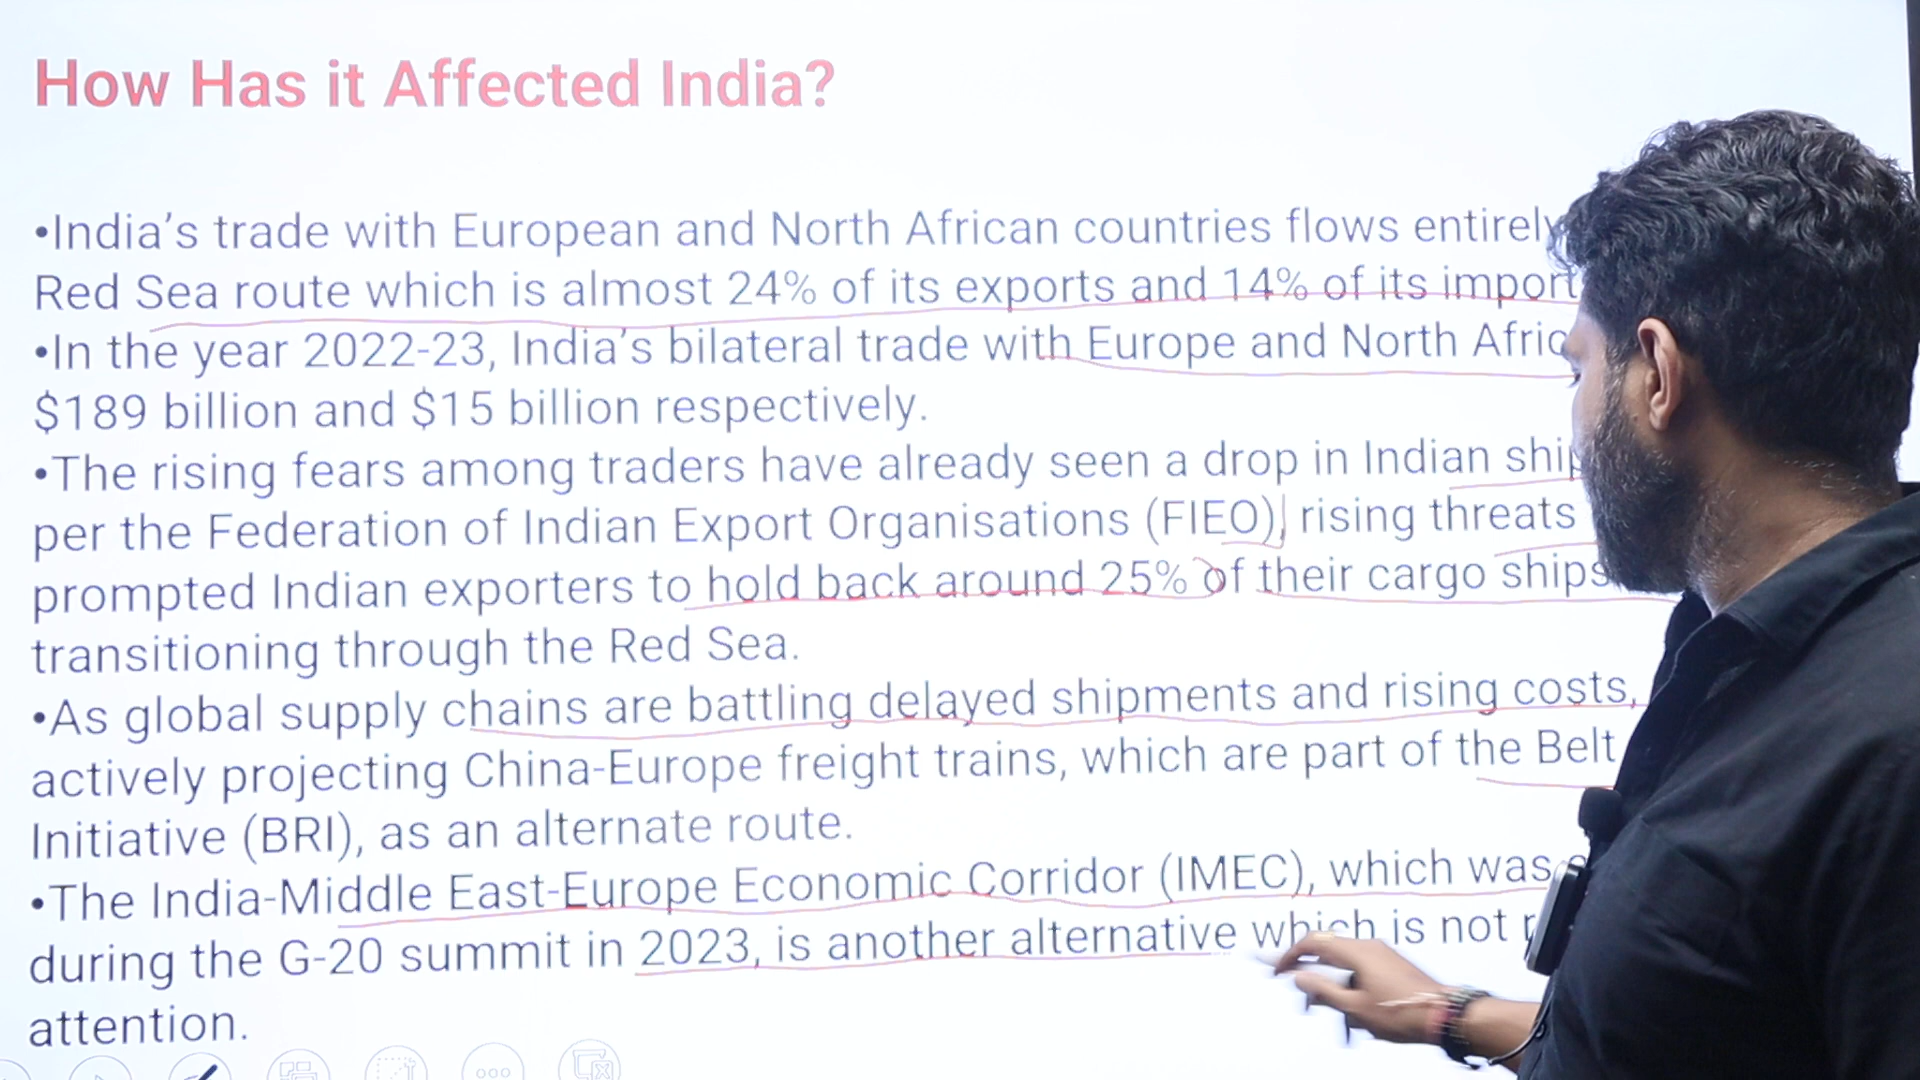 How Has it Affected India?
•India's trade with European and North African countries flows entirely
Red Sea route which is almost 24% of its exports and 14% of its
•In the year 2022-23, India's bilateral trade with Europe and North
$189 billion and $15 billion respectively.
•The rising fears among traders have already seen a drop in Indian
per the Federation of Indian Export Organisations (FIEO), rising threats
prompted Indian exporters to hold back around 25% of their cargo ships
transitioning through the Red Sea.
•As global supply chains are battling delayed shipments and rising costs,
actively projecting China-Europe freight trains, which are part of the Belt
Initiative (BRI), as an alternate route.
•The India-Middle East-Europe Economic Corridor (IMEC), which was
during the G-20 summit in 2023, is another alternative which is not
attention.